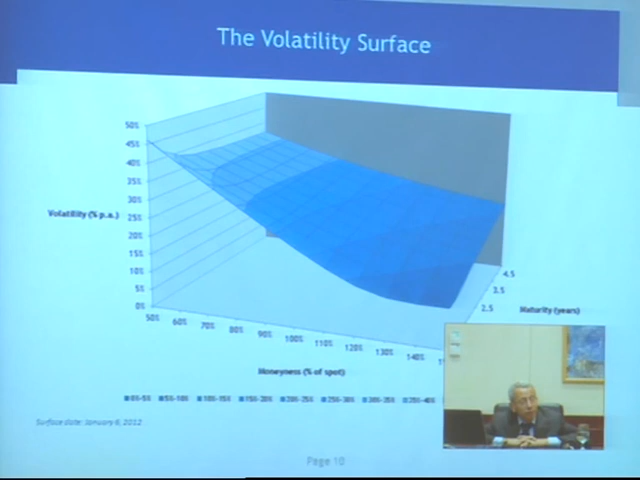 The Volatility Surface
50%
45%
40%
35%
30%
25%
20%
15%
10%
5%
0%
Volatility (% p.a.)
50% 60% 70% 80% 90% 100% 110% 120% 130% 140%
4.5
3.5
2.5
Maturity (years)
Moneyness (% of spot)
0%-5% 5%-10% 10%-15% 15%-20% 20%-25% 25%-30% 30%-35% 35%-40%
Surface date: January 6, 2012
Page 10